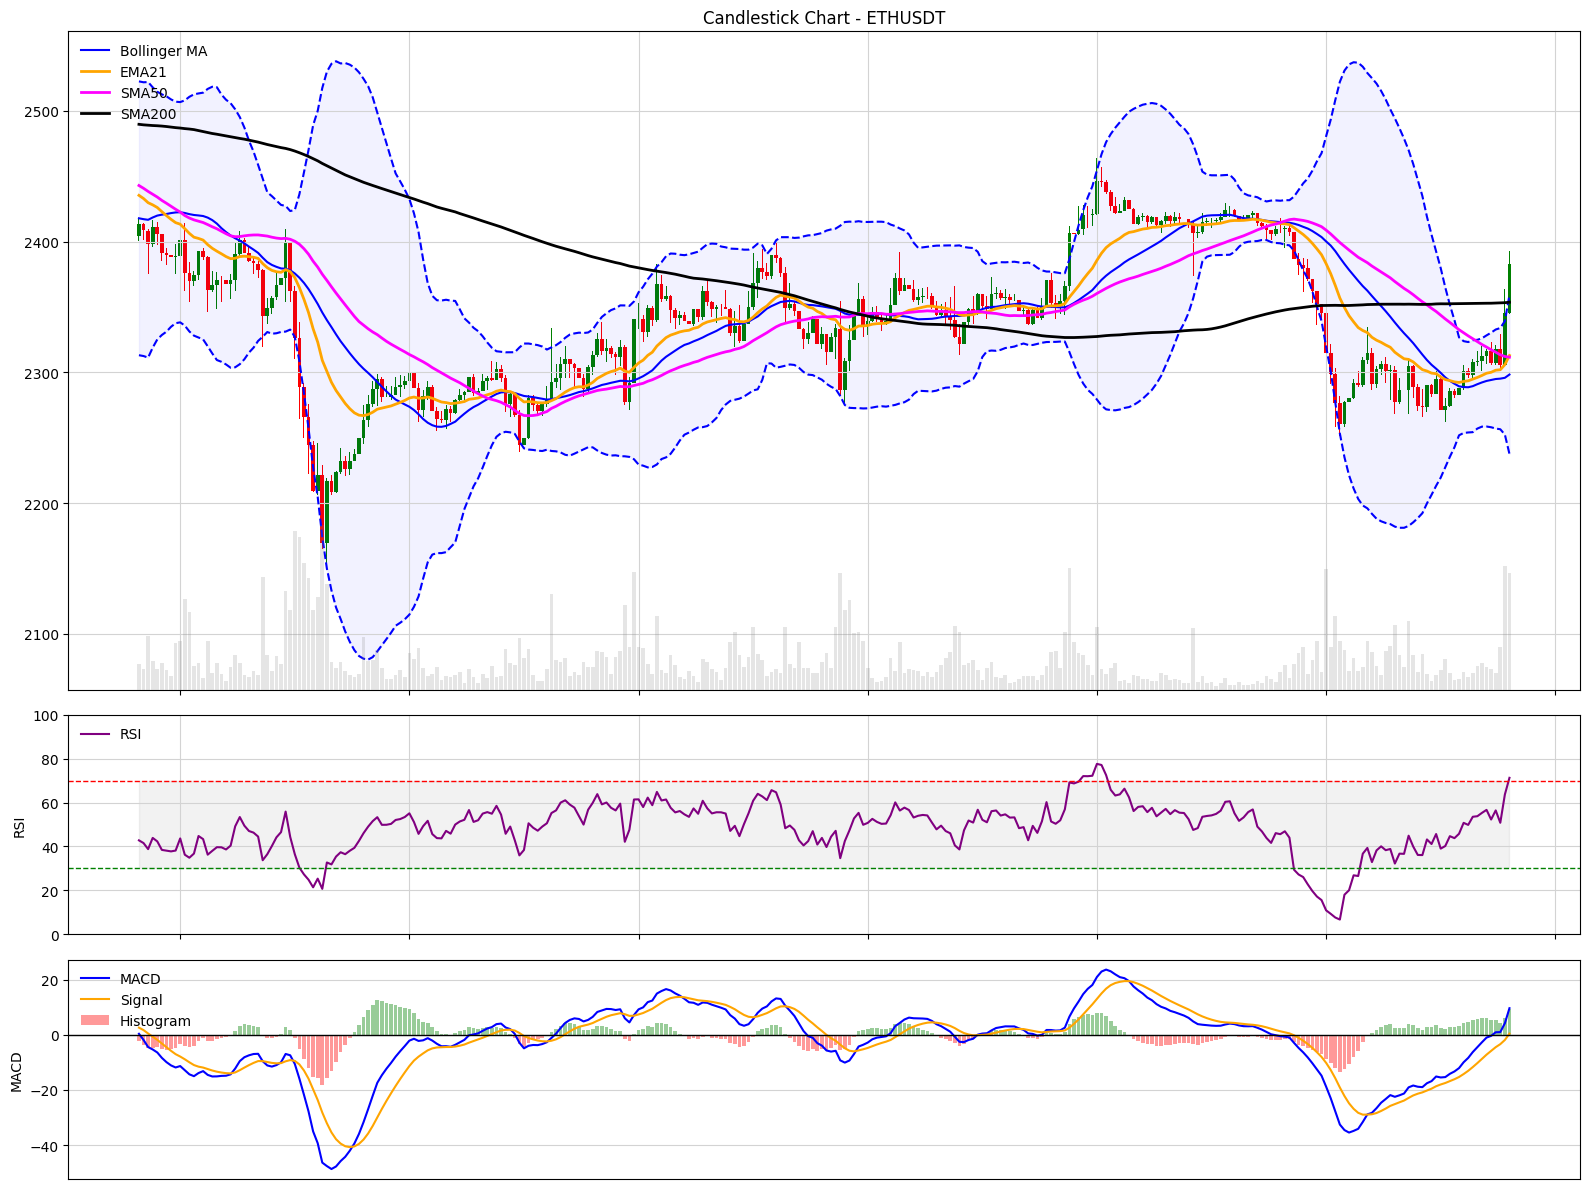 Candlestick Chart - ETHUSDT
Bollinger MA
EMA21
SMA50
SMA200
2500
2400
2300
2200
2100
RSI
100
80
60
40
20
0
RSI
MACD
Signal
Histogram
20
0
−20
−40
MACD